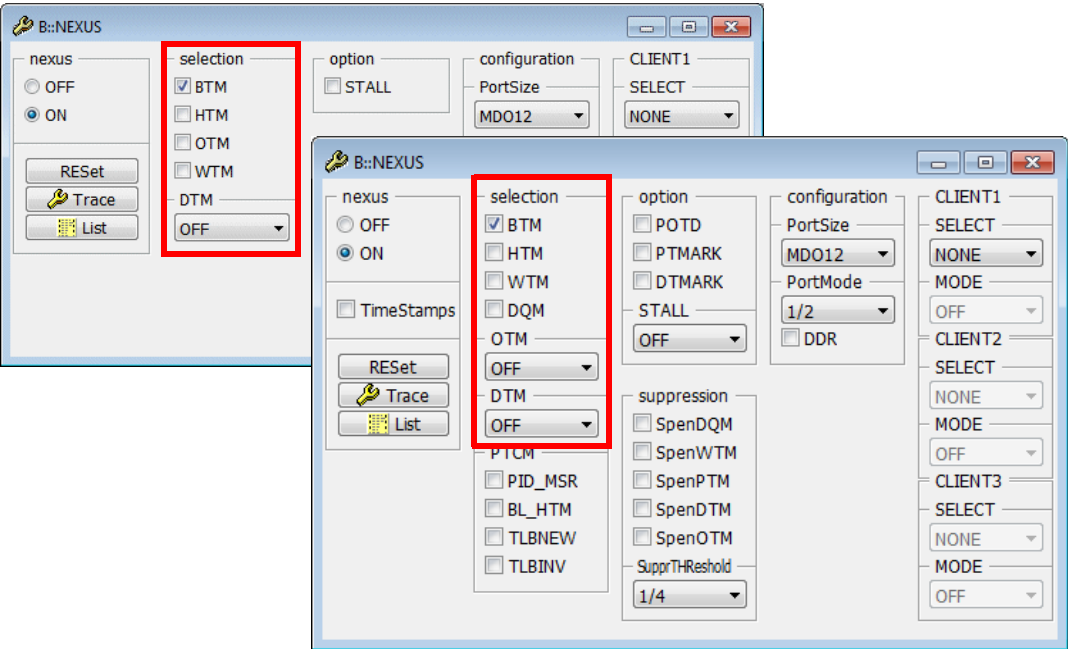 B::NEXUS
nexus
OFF
ON
RESet
Trace
List
selection
BTM
HTM
OTM
WTM
DTM
OFF
option
STALL
configuration
PortSize
MDO12
CLIENT1
SELECT
NONE
B::NEXUS
nexus
OFF
ON
TimeStamps
RESet
Trace
List
selection
BTM
HTM
WTM
DQM
OTM
OFF
DTM
OFF
PTCM
PID_MSR
BL_HTM
TLBNEW
TLBINV
option
POTD
PTMARK
DTMARK
STALL
OFF
suppression
SpenDQM
SpenWTM
SpenPTM
SpenDTM
SpenOTM
SupprTHReshold
1/4
configuration
PortSize
MDO12
PortMode
1/2
DDR
CLIENT1
SELECT
NONE
MODE
OFF
CLIENT2
SELECT
NONE
MODE
OFF
CLIENT3
SELECT
NONE
MODE
OFF